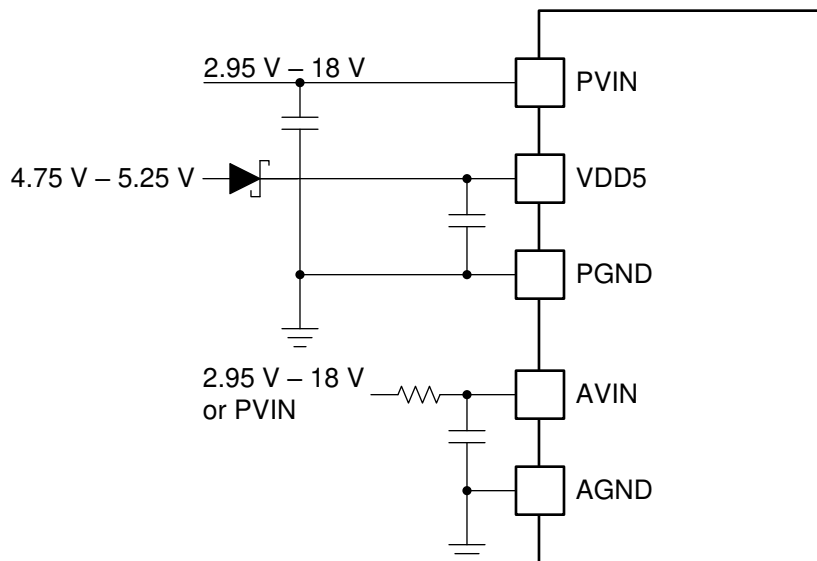 2.95 V – 18 V
PVIN
4.75 V – 5.25 V
VDD5
PGND
2.95 V – 18 V
or PVIN
AVIN
AGND